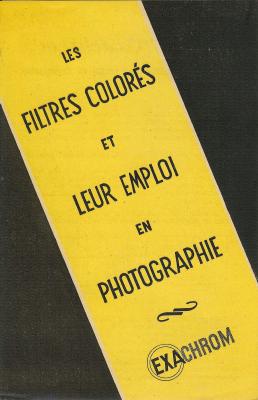 LES
FILTRES COLORÉS
ET
LEUR EMPLOI
EN
PHOTOGRAPHIE
EXACHROM